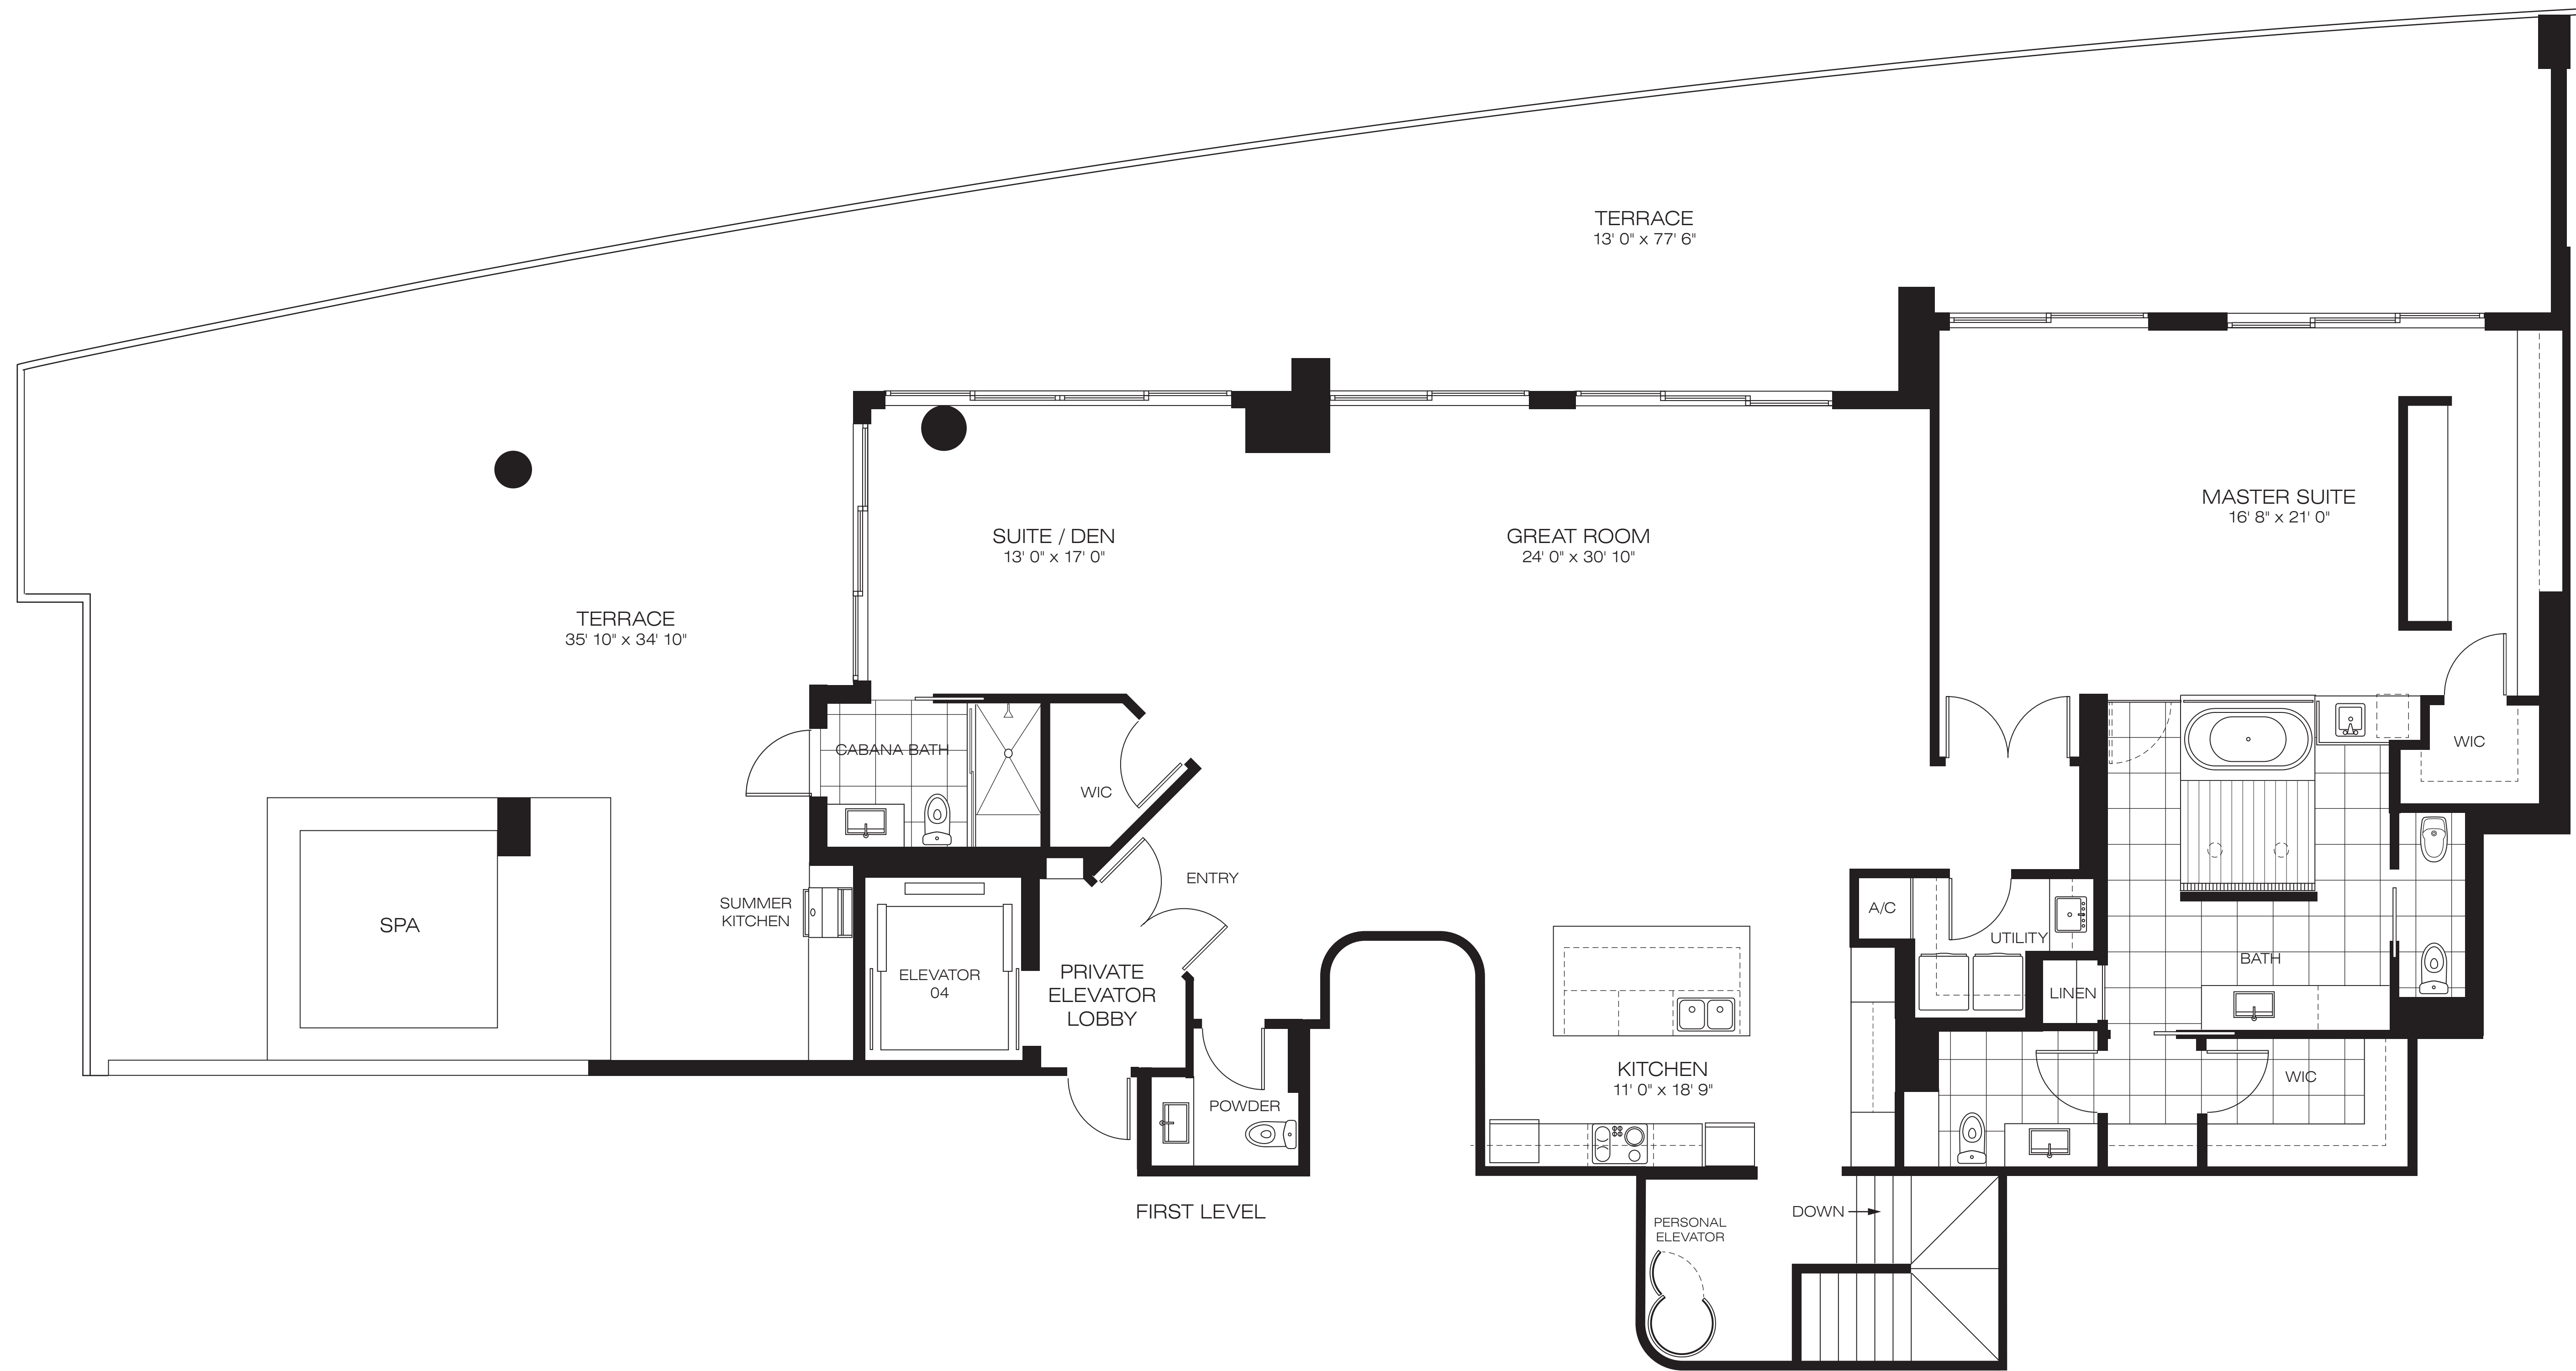 TERRACE
13' 0" x 77' 6"
MASTER SUITE
16' 8" x 21' 0"
SUITE / DEN
13' 0" x 17' 0"
GREAT ROOM
24' 0" x 30' 10"
TERRACE
35' 10" x 34' 10"
CABANA BATH
WIC
WIC
ENTRY
SUMMER
KITCHEN
SPA
A/C
UTILITY
BATH
ELEVATOR
04
PRIVATE
ELEVATOR
LOBBY
LINEN
KITCHEN
11' 0" x 18' 9"
WIC
POWDER
FIRST LEVEL
DOWN
PERSONAL
ELEVATOR